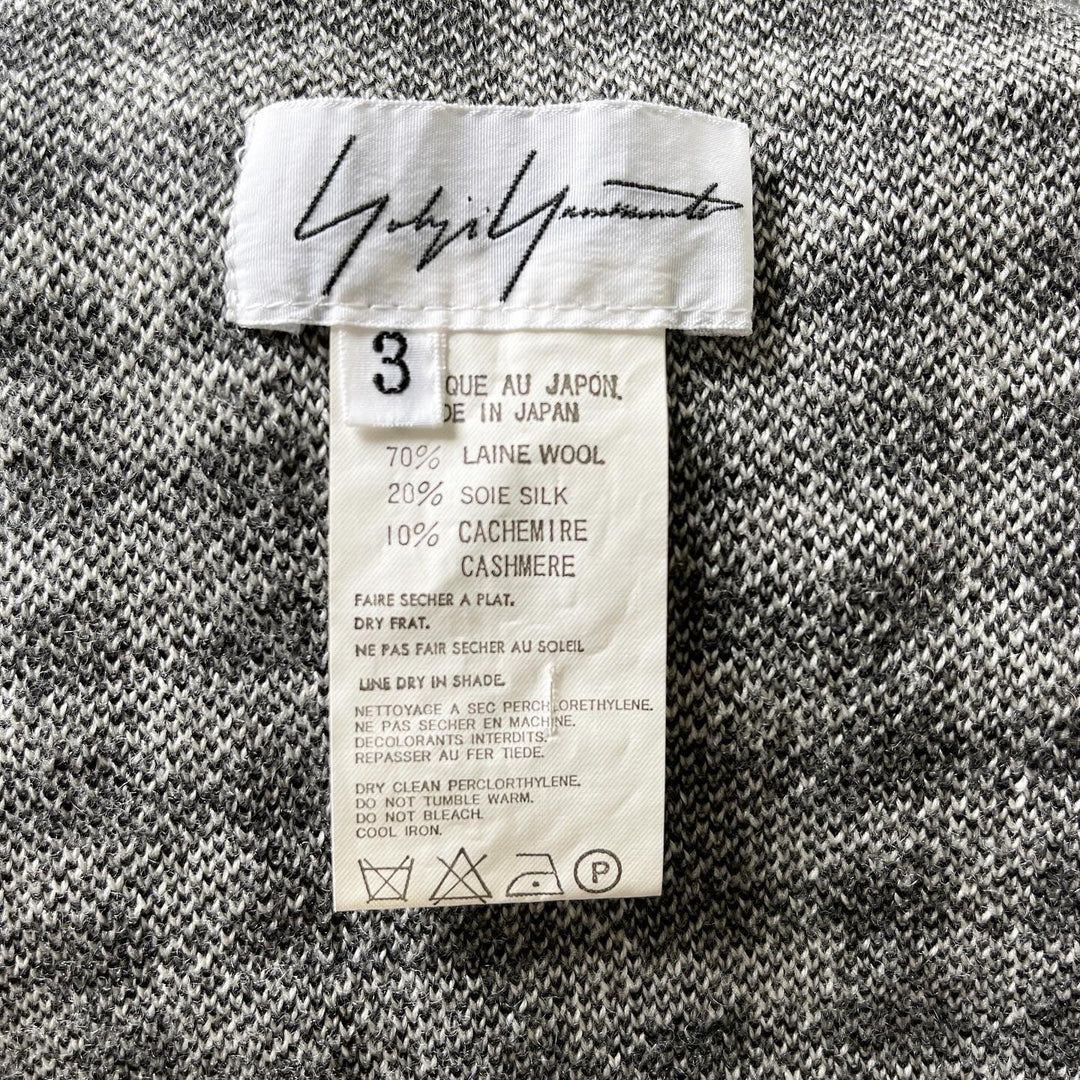 Yohji Yamamoto
3
QUE AU JAPON.
DE IN JAPAN
70% LAINE WOOL
20% SOIE SILK
10% CACHEMIRE
CASHMERE
FAIRE SECHER A PLAT.
DRY FRAT.
NE PAS FAIR SECHER AU SOLEIL
LINE DRY IN SHADE.
NETTOYAGE A SEC PERCHLORETHYLENE.
NE PAS SECHER EN MACHINE.
DECOLORANTS INTERDITS.
REPASSER AU FER TIEDE.
DRY CLEAN PERCLORTHYLENE.
DO NOT TUMBLE WARM.
DO NOT BLEACH.
COOL IRON.
P